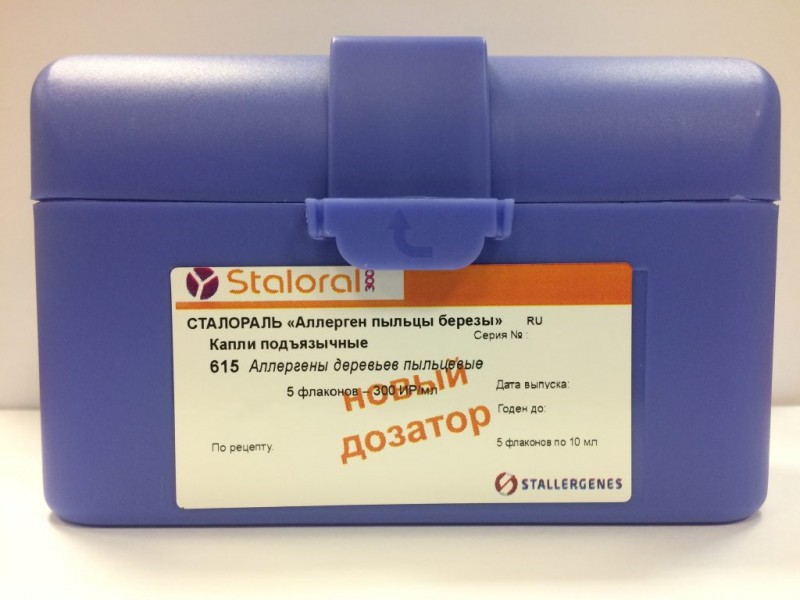 Staloral 300
СТАЛОРАЛЬ «Аллерген пыльцы березы» RU
Серия № :
Капли подъязычные
615 Аллергены деревьев пыльцевые
5 флаконов – 300 ИР/мл
новый
дозатор
Дата выпуска:
Годен до:
По рецепту.
5 флаконов по 10 мл
STALLERGENES